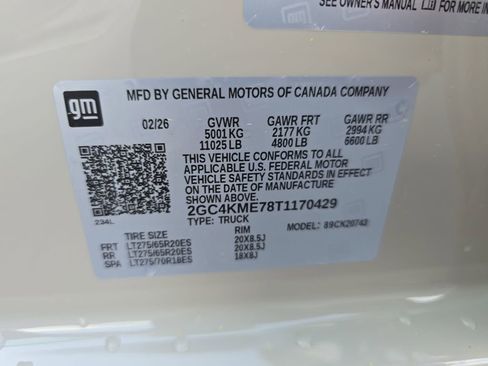 SEE OWNER'S MANUAL FOR MORE IN
gm
MFD BY GENERAL MOTORS OF CANADA COMPANY
02/26 GVWR GAWR FRT GAWR RR
5001 KG 2177 KG 2994 KG
11025 LB 4800 LB 6600 LB
THIS VEHICLE CONFORMS TO ALL
APPLICABLE U.S. FEDERAL MOTOR
VEHICLE SAFETY STANDARDS IN EFFECT
ON THE DATE OF MANUFACTURE
SHOWN ABOVE.
2GC4KME78T1170429
TYPE: TRUCK MODEL: 89CK20743
234L
TIRE SIZE RIM
FRT LT275/65R20ES 20X8.5J
RR LT275/65R20ES 20X8.5J
SPA LT275/70R18ES 18X8J